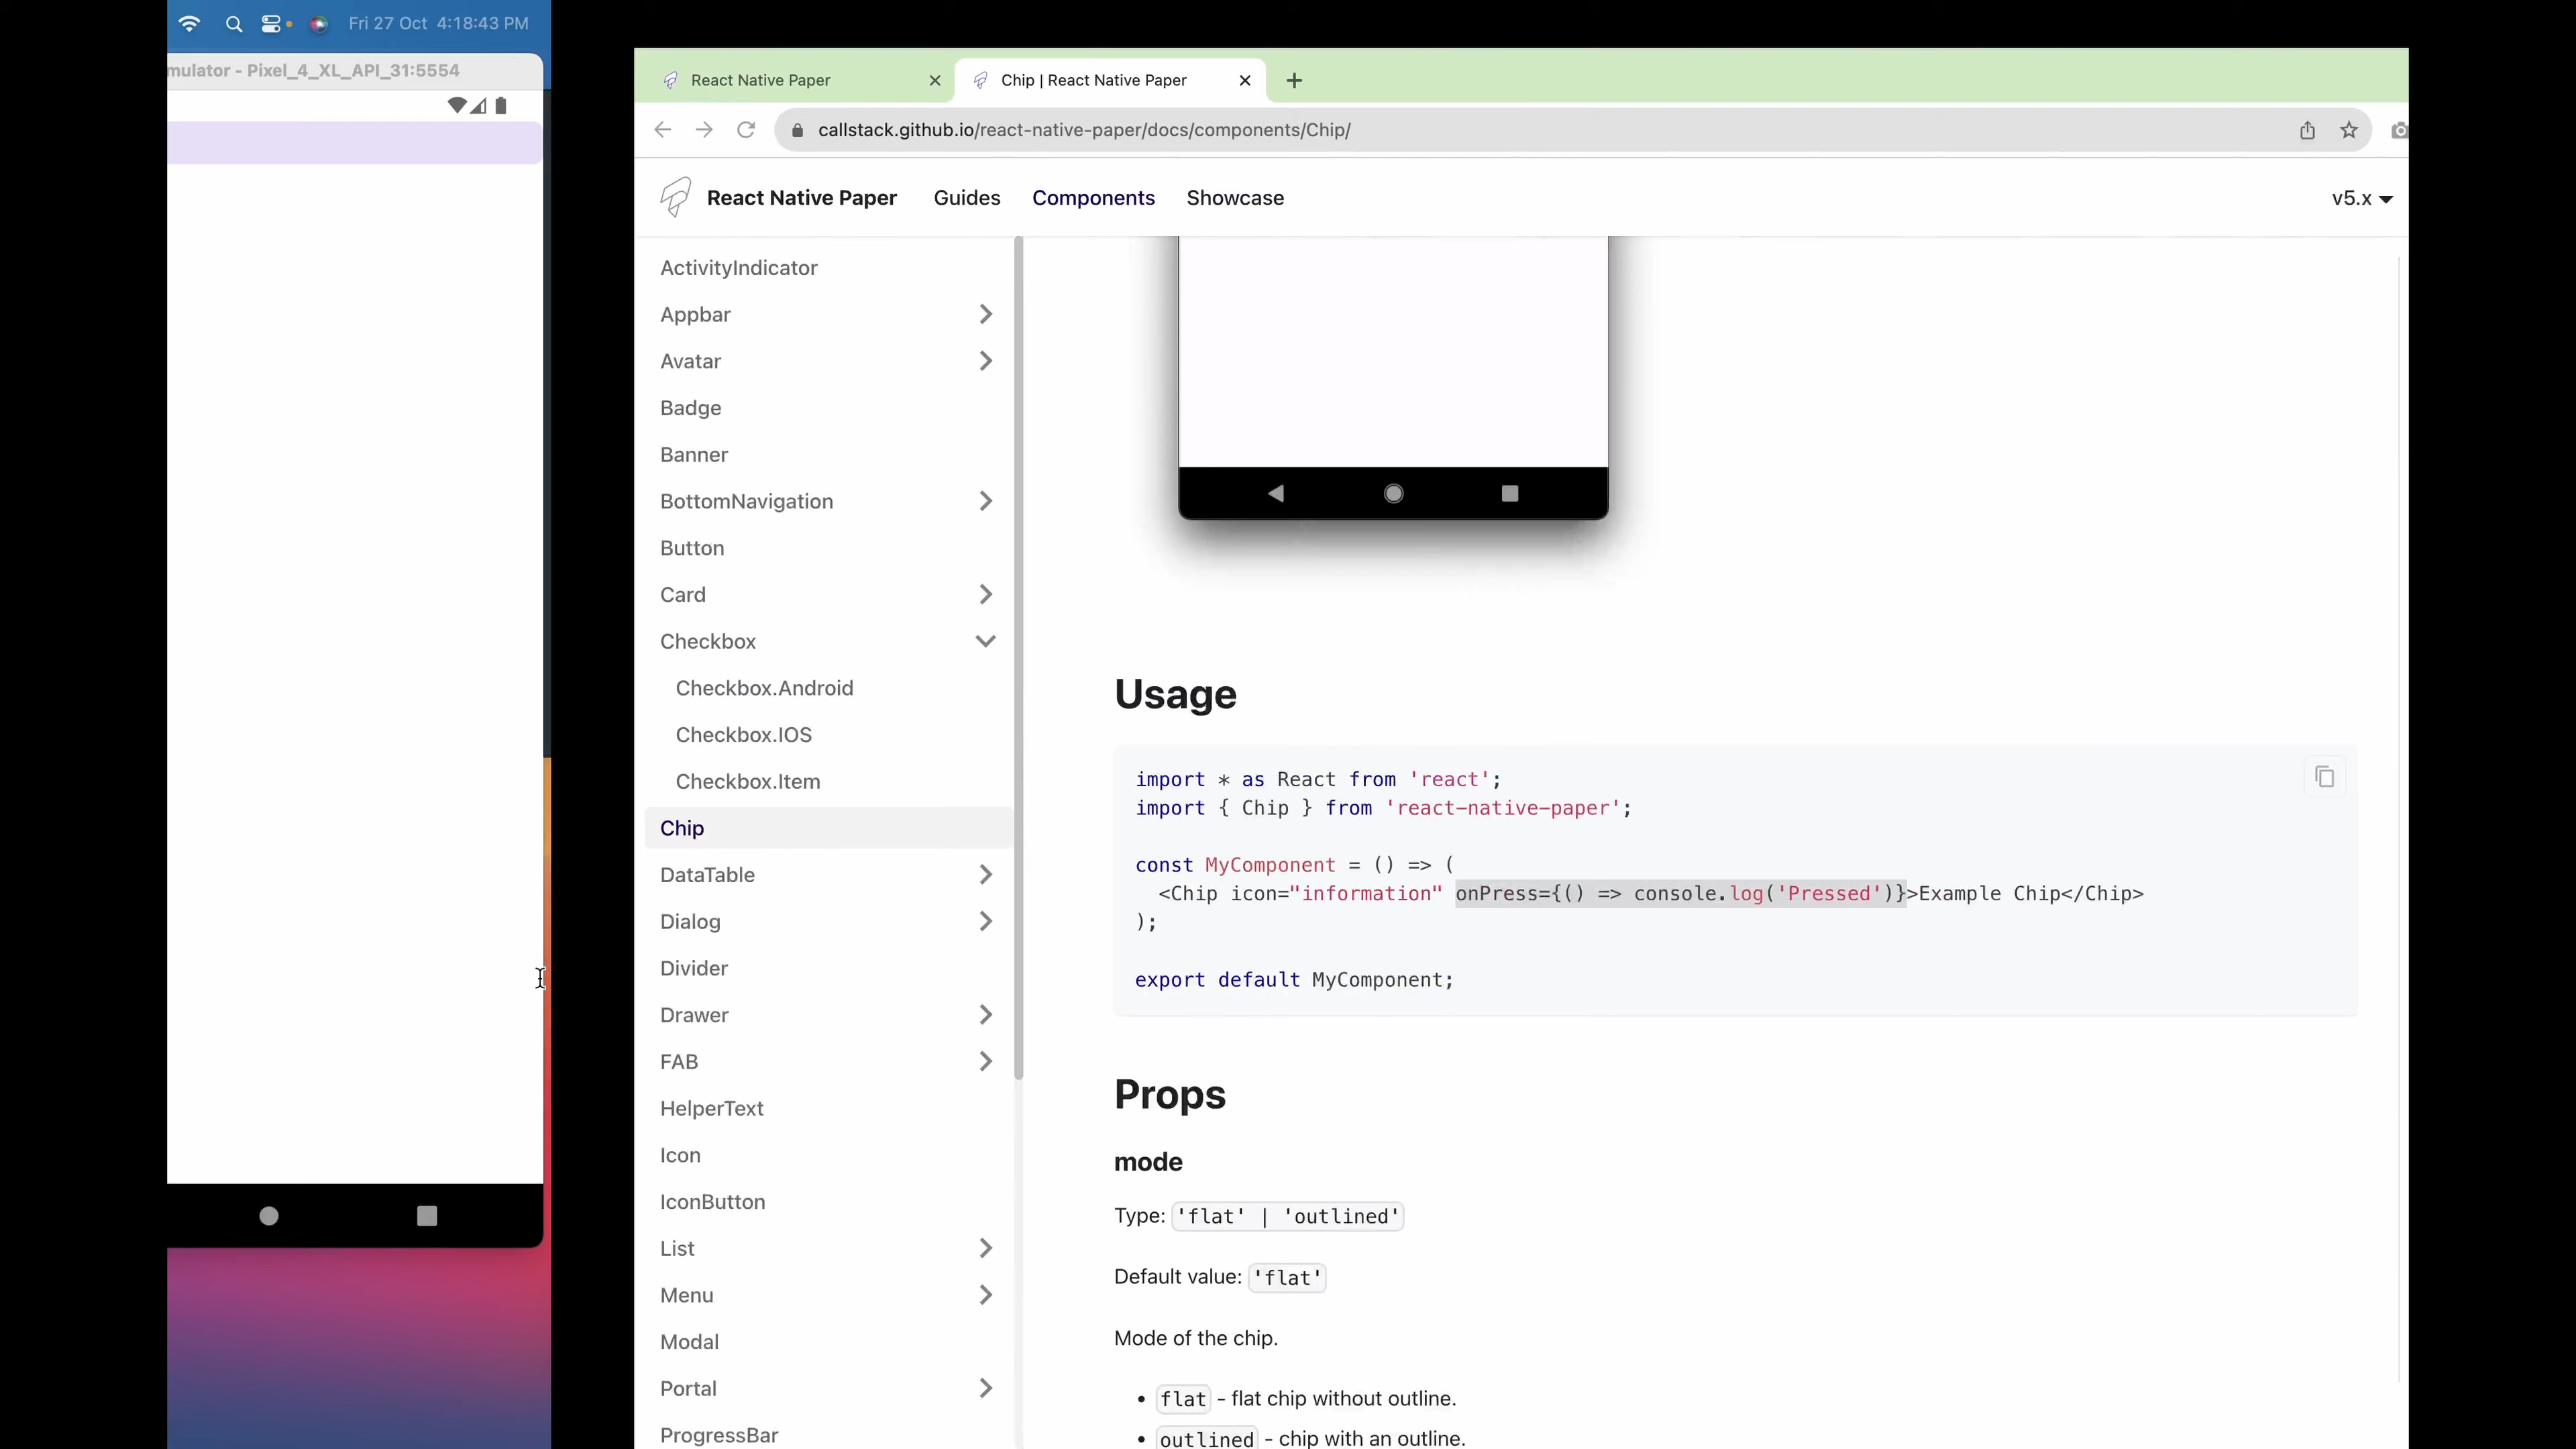 Fri 27 Oct 4:18:43 PM
mulator - Pixel_4_XL_API_31:5554
React Native Paper
Chip | React Native Paper
callstack.github.io/react-native-paper/docs/components/Chip/
React Native Paper
Guides
Components
Showcase
v5.x
ActivityIndicator
Appbar
Avatar
Badge
Banner
BottomNavigation
Button
Card
Checkbox
Checkbox.Android
Checkbox.IOS
Checkbox.Item
Chip
DataTable
Dialog
Divider
Drawer
FAB
HelperText
Icon
IconButton
List
Menu
Modal
Portal
ProgressBar
Usage
import * as React from 'react';
import { Chip } from 'react-native-paper';
const MyComponent = () => (
<Chip icon="information" onPress={() => console.log('Pressed')}>Example Chip</Chip>
);
export default MyComponent;
Props
mode
Type: 'flat' | 'outlined'
Default value: 'flat'
Mode of the chip.
• flat - flat chip without outline.
• outlined - chip with an outline.